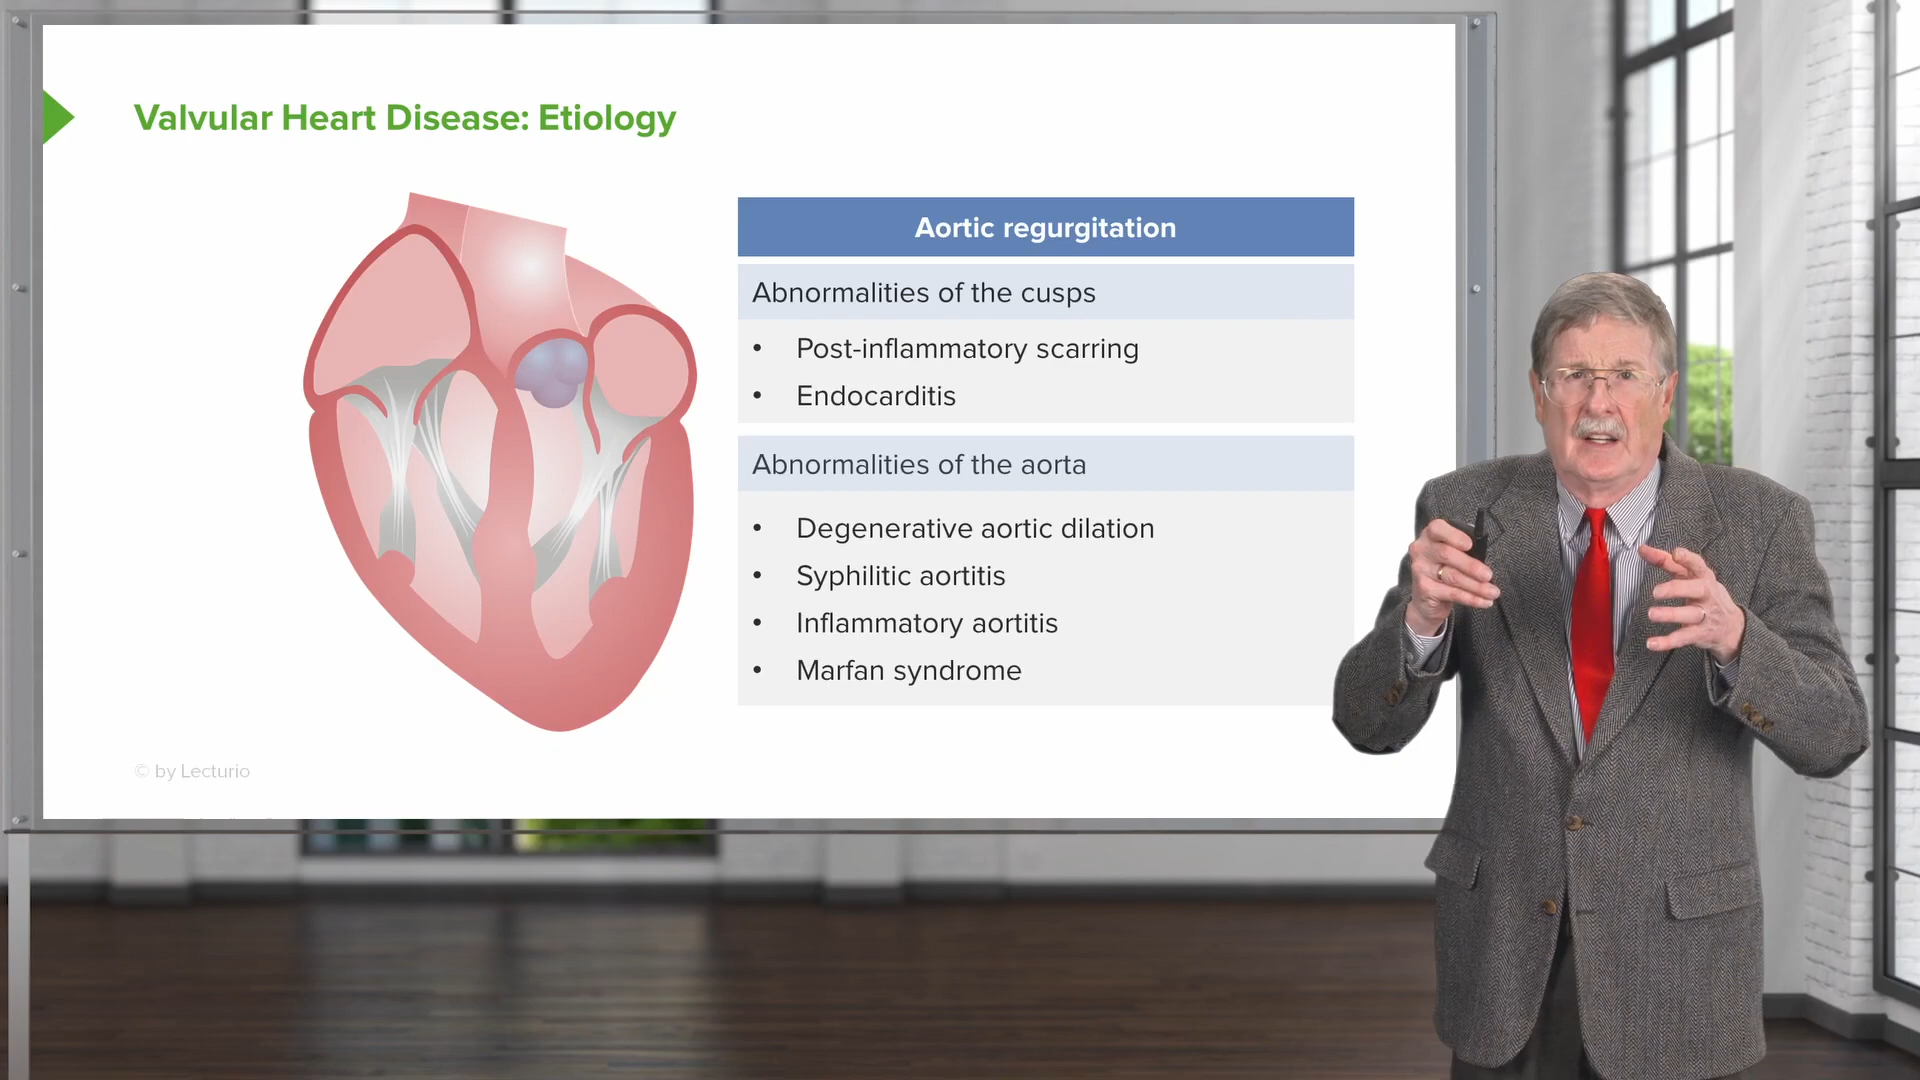 Valvular Heart Disease: Etiology
Aortic regurgitation
Abnormalities of the cusps
• Post-inflammatory scarring
• Endocarditis
Abnormalities of the aorta
• Degenerative aortic dilation
• Syphilitic aortitis
• Inflammatory aortitis
• Marfan syndrome
© by Lecturio